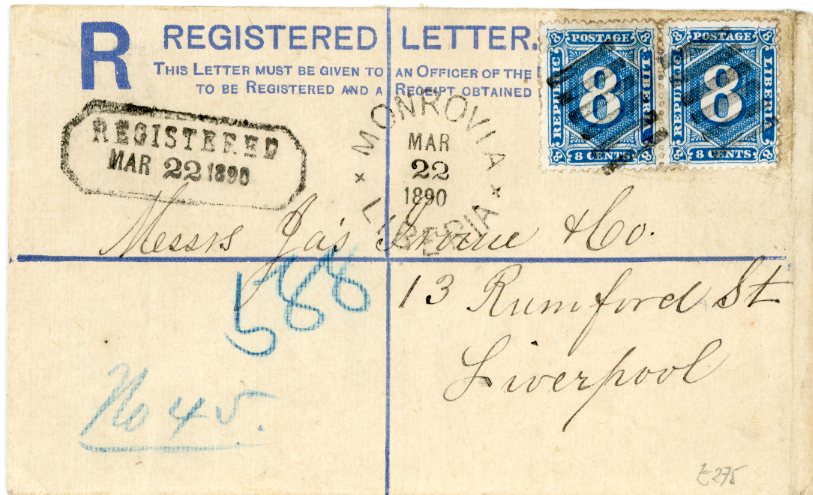 R REGISTERED LETTER.
THIS LETTER MUST BE GIVEN TO AN OFFICER OF THE
TO BE REGISTERED AND A RECEIPT OBTAINED
POSTAGE
REPUBLIC
8
LIBERIA
8 CENTS
POSTAGE
REPUBLIC
8
LIBERIA
8 CENTS
REGISTERED
MAR 22 1890
MONROVIA
MAR
22
1890
LIBERIA
Messrs Jas & Co.
13 Rumford St
Liverpool
588
No 45.
275